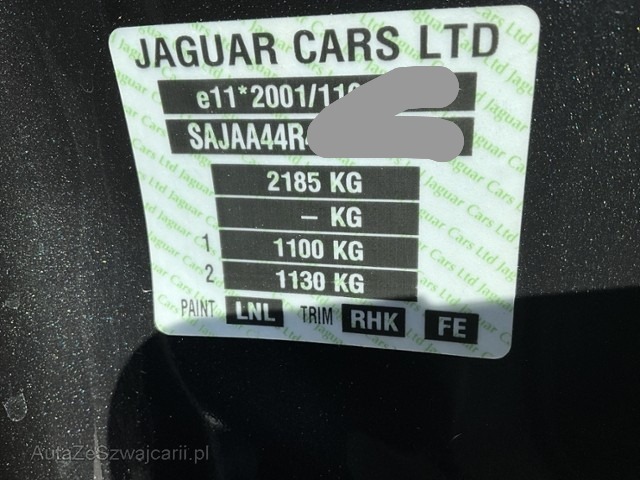 JAGUAR CARS LTD
e11*2001/116
SAJAA44R
2185 KG
– KG
1 1100 KG
2 1130 KG
PAINT LNL TRIM RHK FE
AutaZeSzwajcarii.pl